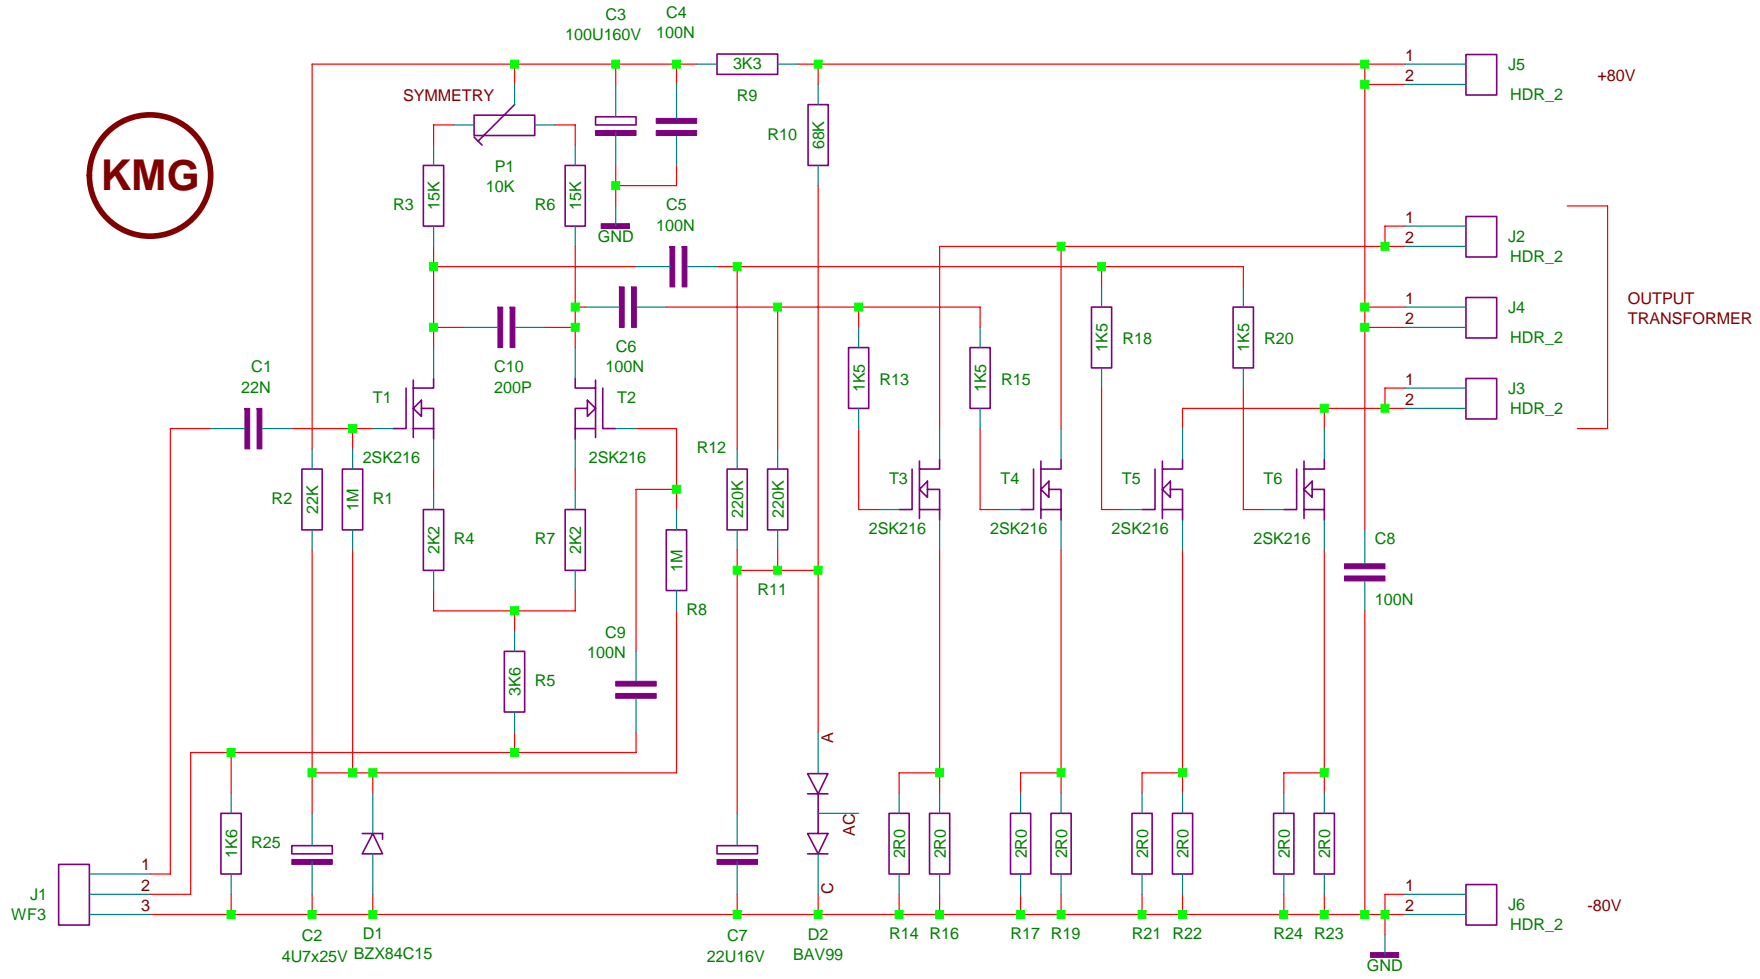 C3
100U160V
C4
100N
3K3
R9
1
2
J5
HDR_2
+80V
SYMMETRY
P1
10K
R10
68K
KMG
R3
15K
R6
15K
GND
C5
100N
1
2
J2
HDR_2
1
2
J4
HDR_2
OUTPUT
TRANSFORMER
C6
100N
C10
200P
R13
1K5
R15
1K5
R18
1K5
R20
1K5
1
2
J3
HDR_2
C1
22N
T1
2SK216
T2
2SK216
R12
220K
220K
R11
T3
2SK216
T4
2SK216
T5
2SK216
T6
2SK216
C8
100N
R2
22K
1M
R1
2K2
R4
R7
2K2
1M
R8
C9
100N
3K6
R5
A
AC
C
1K6
R25
2R0
2R0
2R0
2R0
2R0
2R0
2R0
2R0
J1
WF3
1
2
3
C2
4U7x25V
D1
BZX84C15
C7
22U16V
D2
BAV99
R14
R16
R17
R19
R21
R22
R24
R23
1
2
J6
HDR_2
-80V
GND